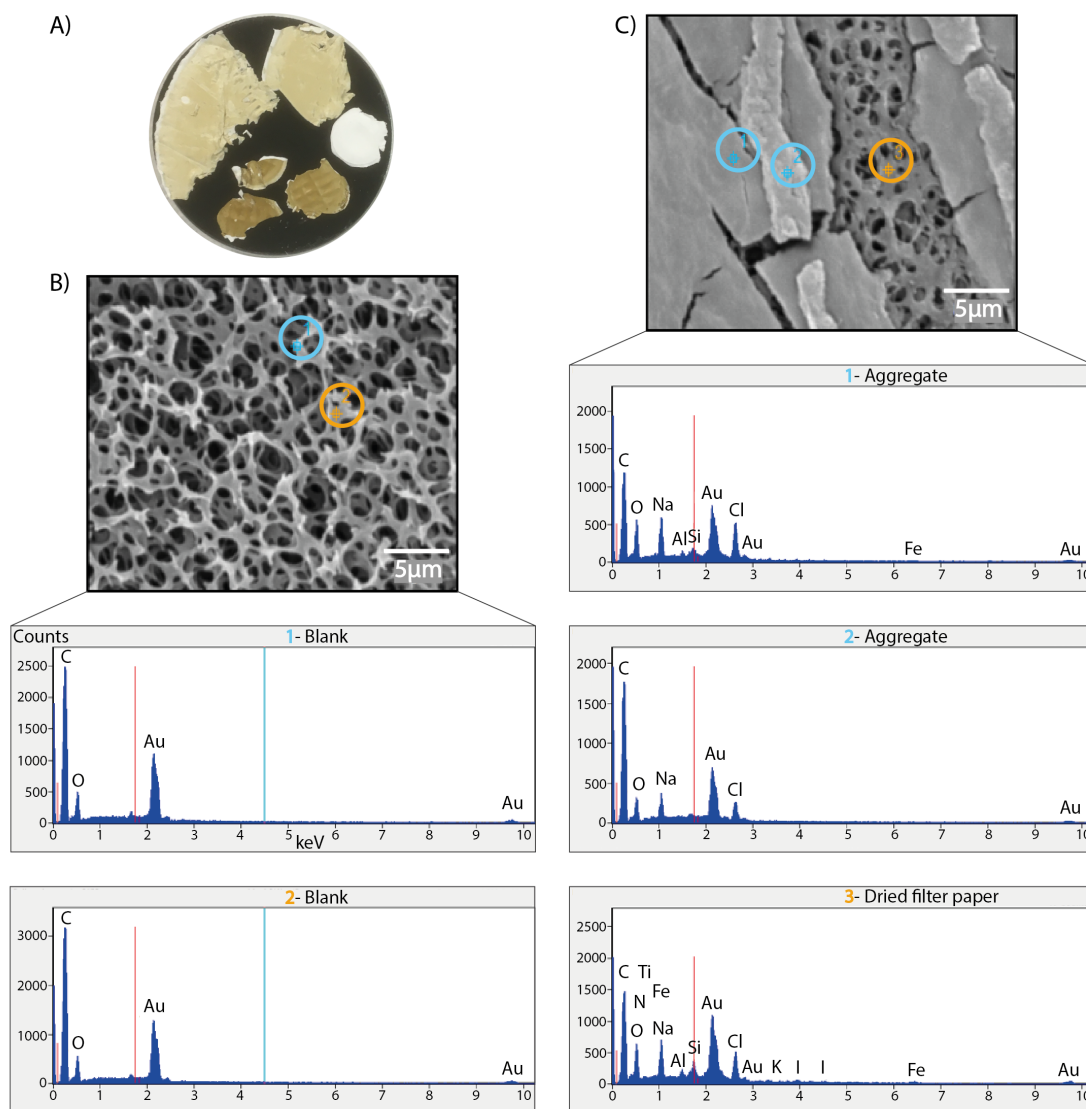 A)
B)
1
2
5μm
1- Blank
Counts
2500
1500
1000
500
0
C
O
Au
Au
0 1 2 3 4 5 6 7 8 9 10
keV
2- Blank
3000
2000
1000
0
C
O
Au
Au
0 1 2 3 4 5 6 7 8 9 10
C)
1
2
3
5μm
1- Aggregate
2000
1500
1000
500
0
C
O
Na
Al
Si
Au
Cl
Au
Fe
Au
0 1 2 3 4 5 6 7 8 9 10
2- Aggregate
2000
1500
1000
500
0
C
O
Na
Au
Cl
Au
0 1 2 3 4 5 6 7 8 9 10
3- Dried filter paper
2500
2000
1500
1000
500
0
C Ti
N Fe
O Na
Al
Si
Au
Cl
Au K I I
Fe
Au
0 1 2 3 4 5 6 7 8 9 10